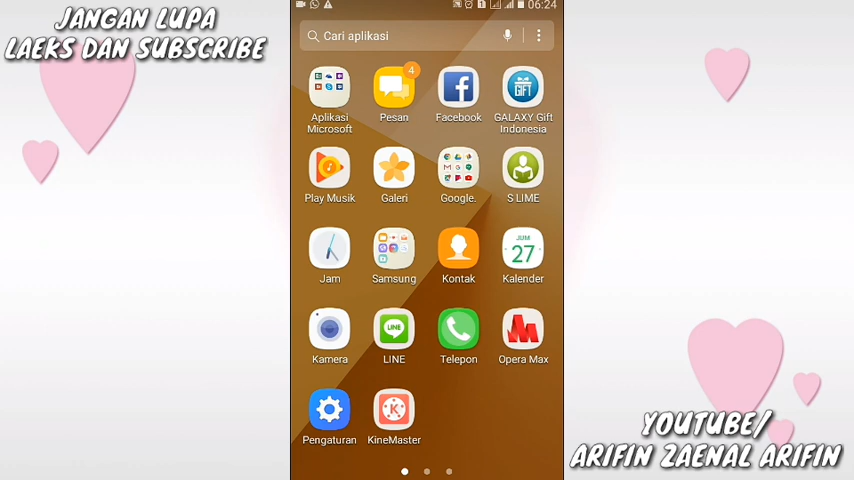 JANGAN LUPA
LAEKS DAN SUBSCRIBE
06:24
Cari aplikasi
4
Aplikasi
Microsoft
Pesan
Facebook
GIFT
GALAXY Gift
Indonesia
Play Musik
Galeri
Google.
S LIME
Jam
Samsung
Kontak
JUM
27
Kalender
Kamera
LINE
LINE
Telepon
Opera Max
Pengaturan
K
KineMaster
YOUTUBE/
ARIFIN ZAENAL ARIFIN